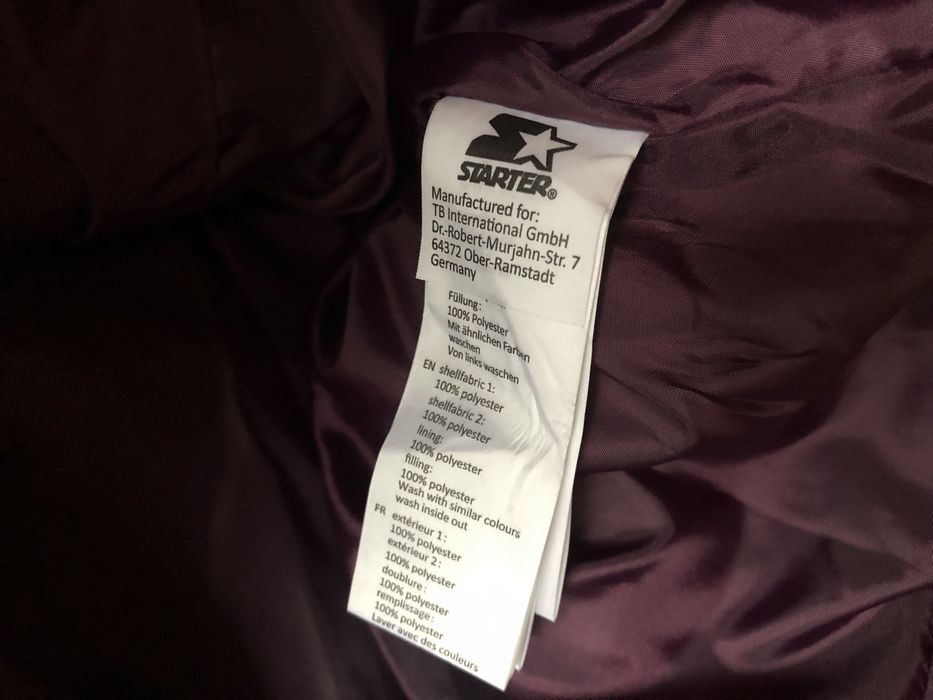 STARTER®
Manufactured for:
TB International GmbH
Dr.-Robert-Murjahn-Str. 7
64372 Ober-Ramstadt
Germany
Füllung:
100% Polyester
Mit ähnlichen Farben
waschen
Von links waschen
EN shellfabric 1:
100% polyester
shellfabric 2:
100% polyester
lining:
100% polyester
filling:
100% polyester
Wash with similar colours
wash inside out
FR extérieur 1:
100% polyester
extérieur 2:
100% polyester
doublure:
100% polyester
remplissage:
100% polyester
Laver avec des couleurs